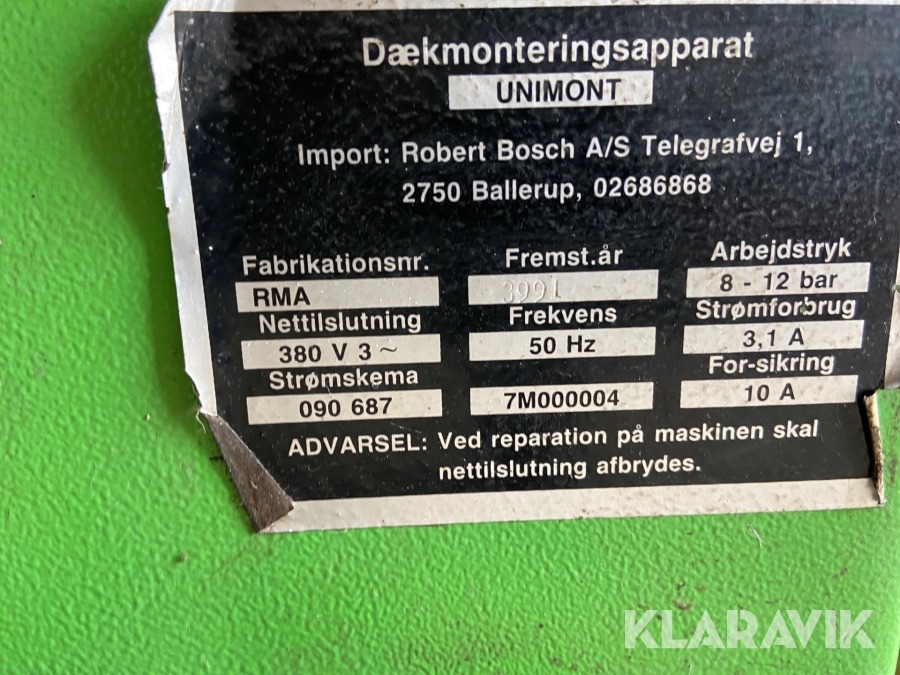 Dækmonteringsapparat
UNIMONT
Import: Robert Bosch A/S Telegrafvej 1,
2750 Ballerup, 02686868
Fabrikationsnr. Fremst.år Arbejdstryk
RMA 3991 8 - 12 bar
Nettilslutning Frekvens Strømforbrug
380 V 3 ~ 50 Hz 3,1 A
Strømskema For-sikring
090 687 7M000004 10 A
ADVARSEL: Ved reparation på maskinen skal
nettilslutning afbrydes.
KLARAVIK